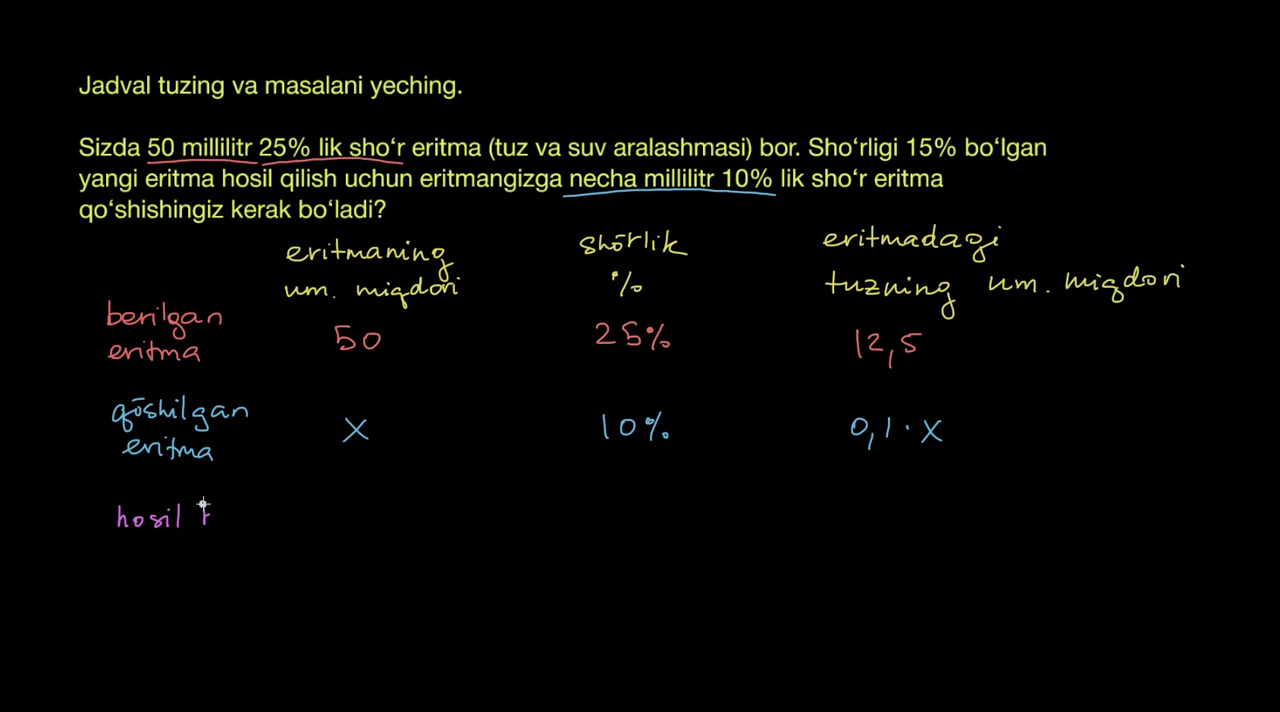 Jadval tuzing va masalani yeching.
Sizda 50 millilitr 25% lik sho‘r eritma (tuz va suv aralashmasi) bor. Sho‘rligi 15% bo‘lgan
yangi eritma hosil qilish uchun eritmangizga necha millilitr 10% lik sho‘r eritma
qo‘shishingiz kerak bo‘ladi?
eritmaning
um. miqdori
shōrlik
%
eritmadagi
tuzning um. miqdori
berilgan
eritma
50
25%
12,5
qōshilgan
eritma
x
10%
0,1 · x
hosil